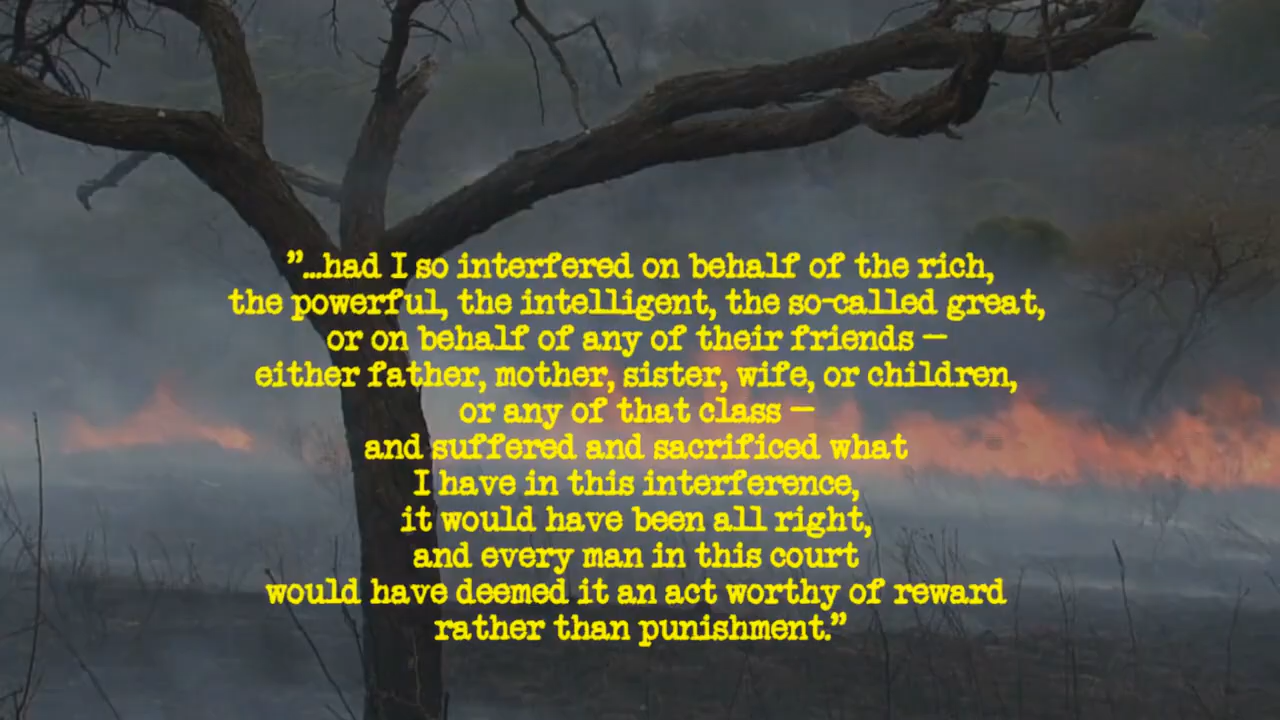 "...had I so interfered on behalf of the rich,
the powerful, the intelligent, the so-called great,
or on behalf of any of their friends —
either father, mother, sister, wife, or children,
or any of that class —
and suffered and sacrificed what
I have in this interference,
it would have been all right,
and every man in this court
would have deemed it an act worthy of reward
rather than punishment."